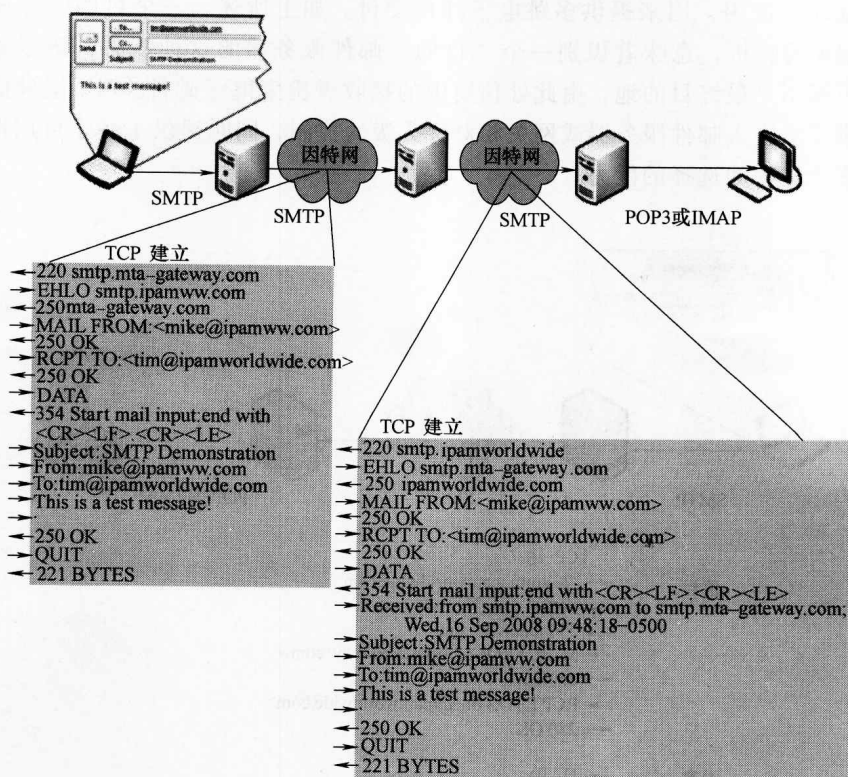 To...
Cc...
Send
Subject:
SMTP Demonstration
This is a test message!
因特网
因特网
SMTP
SMTP
SMTP
POP3或IMAP
TCP 建立
220 smtp.mta-gateway.com
EHLO smtp.ipamww.com
250mta-gateway.com
MAIL FROM:<mike@ipamww.com>
250 OK
RCPT TO:<tim@ipamworldwide.com>
250 OK
DATA
354 Start mail input:end with
<CR><LF>.<CR><LE>
Subject:SMTP Demonstration
From:mike@ipamww.com
To:tim@ipamworldwide.com
This is a test message!
.
250 OK
QUIT
221 BYTES
TCP 建立
220 smtp.ipamworldwide
EHLO smtp.mta-gateway.com
250 ipamworldwide.com
MAIL FROM:<mike@ipamww.com>
250 OK
RCPT TO:<tim@ipamworldwide.com>
250 OK
DATA
354 Start mail input:end with<CR><LF>.<CR><LE>
Received:from smtp.ipamww.com to smtp.mta-gateway.com;
Wed,16 Sep 2008 09:48:18-0500
Subject:SMTP Demonstration
From:mike@ipamww.com
To:tim@ipamworldwide.com
This is a test message!
.
250 OK
QUIT
221 BYTES